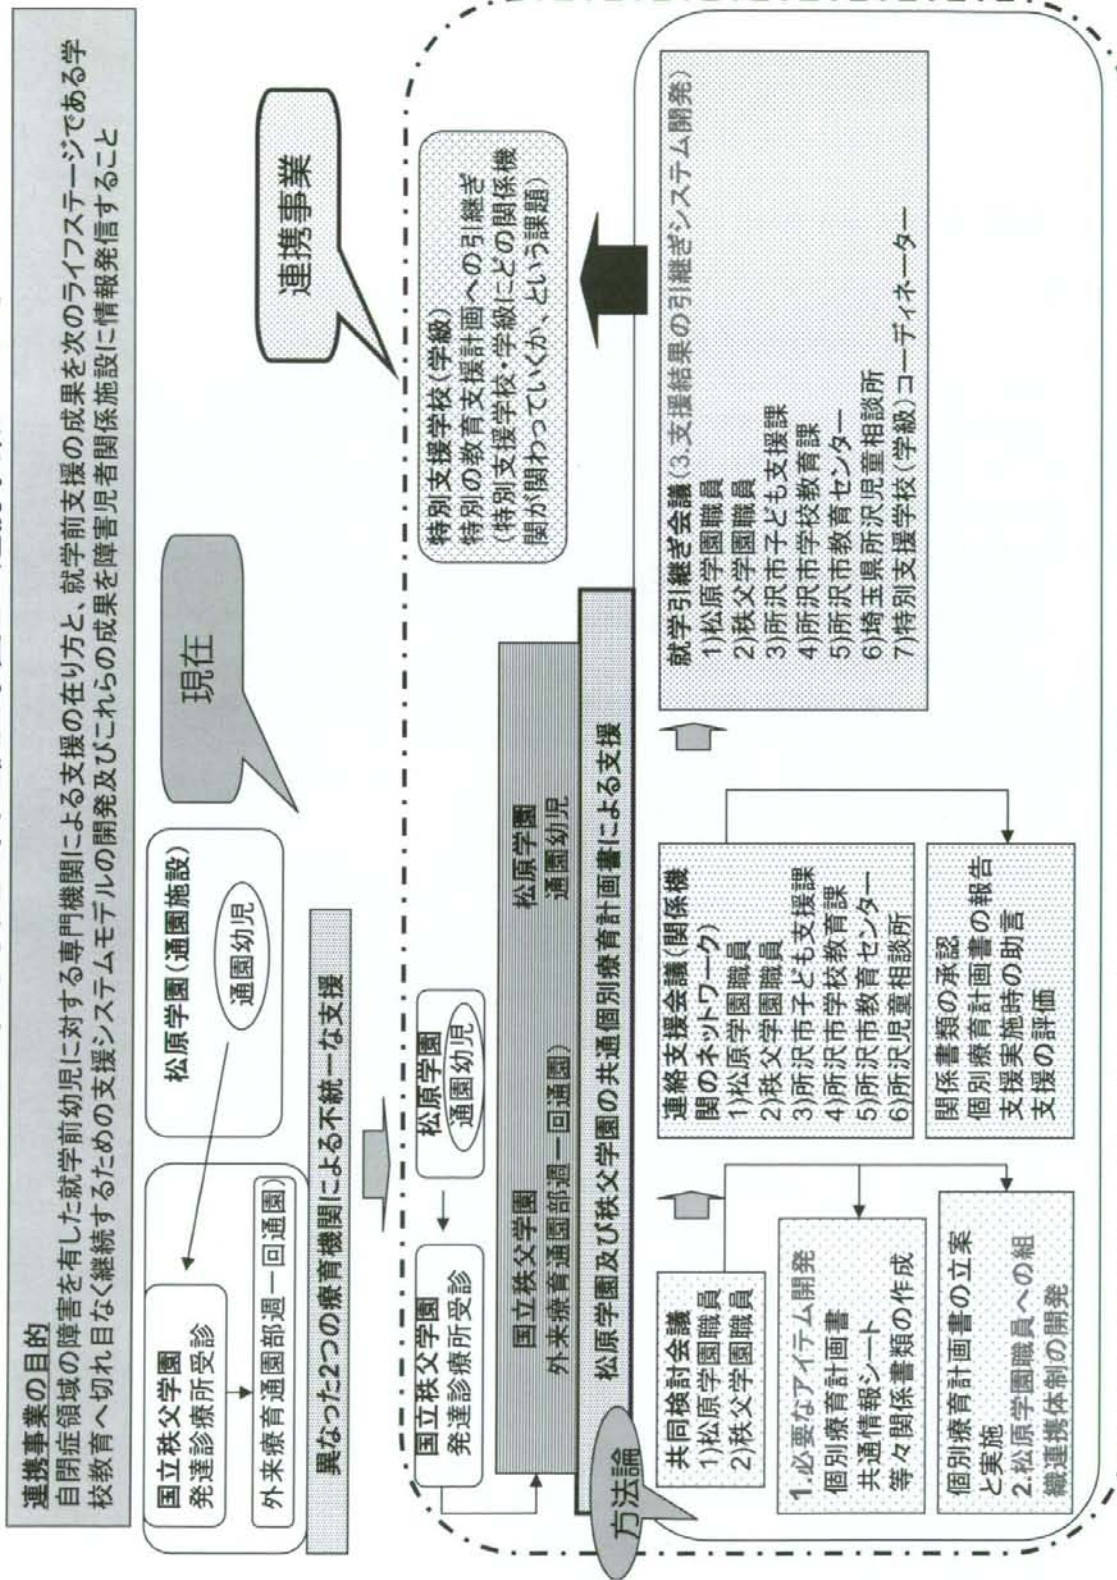 連携事業の目的
自閉症領域の障害を有した就学前幼児に対する専門機関による支援の在り方と、就学前支援の成果を次のライフステージである学
校教育へ切れ目なく継続するための支援システムモデルの開発及びこれらの成果を障害児者関係施設に情報発信すること
国立秩父学園
発達診療所受診
外来療育通園部週一回通園)
松原学園(通園施設)
通園幼児
現在
異なった2つの療育機関による不統一な支援
連携事業
国立秩父学園
発達診療所受診
松原学園
通園幼児
国立秩父学園
外来療育通園部週一回通園)
松原学園
通園幼児
松原学園及び秩父学園の共通個別療育計画書による支援
特別支援学校(学級)
特別の教育支援計画への引継ぎ
(特別支援学校・学級にどの関係機
関が関わっていくか、という課題)
方法論
共同検討会議
1)松原学園職員
2)秩父学園職員
1.必要なアイテム開発
個別療育計画書
共通情報シート
等々関係書類の作成
個別療育計画書の立案
と実施
2.松原学園職員への組
織連携体制の開発
連絡支援会議(関係機
関のネットワーク)
1)松原学園職員
2)秩父学園職員
3)所沢市子ども支援課
4)所沢市学校教育課
5)所沢市教育センター
6)所沢児童相談所
関係書類の承認
個別療育計画書の報告
支援実施時の助言
支援の評価
就学引継ぎ会議(3.支援結果の引継ぎシステム開発)
1)松原学園職員
2)秩父学園職員
3)所沢市子ども支援課
4)所沢市学校教育課
5)所沢市教育センター
6)埼玉県所沢児童相談所
7)特別支援学校(学級)コーディネーター